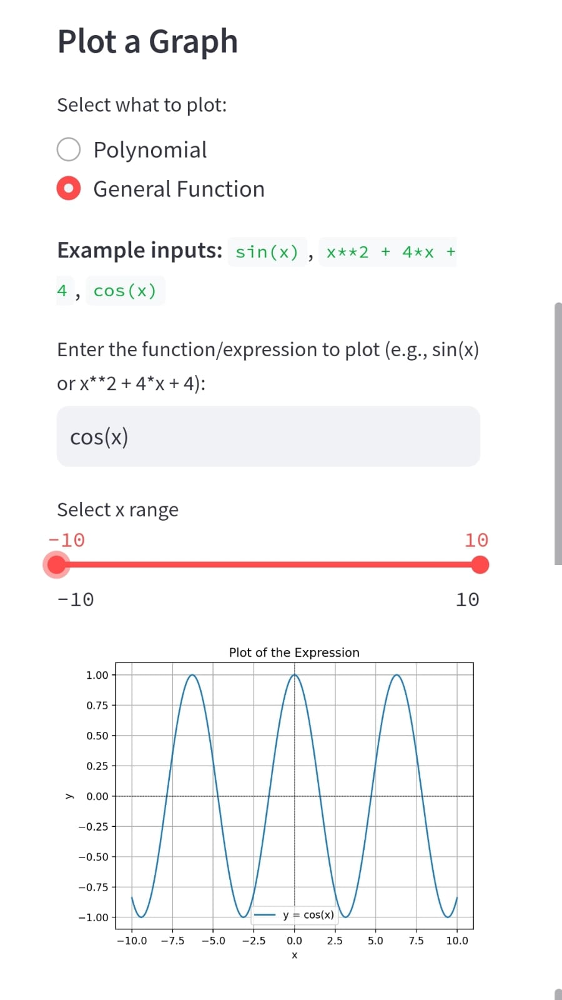 Plot a Graph
Select what to plot:
Polynomial
General Function
Example inputs: sin(x) , x**2 + 4*x +
4 , cos(x)
Enter the function/expression to plot (e.g., sin(x)
or x**2 + 4*x + 4):
cos(x)
Select x range
-10 10
-10 10
Plot of the Expression
1.00
0.75
0.50
0.25
y 0.00
−0.25
−0.50
−0.75
−1.00
y = cos(x)
−10.0 −7.5 −5.0 −2.5 0.0 2.5 5.0 7.5 10.0
x